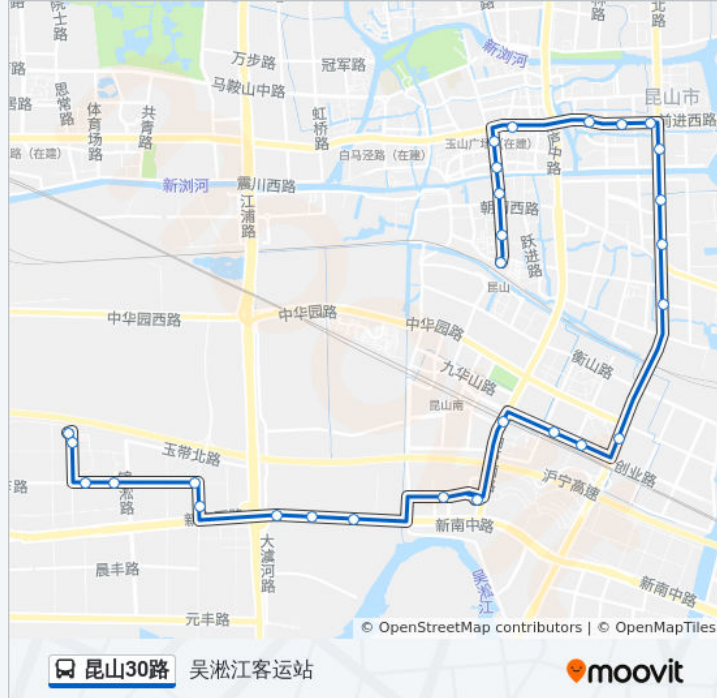 院士路
万步路
冠军路
新浏河
马鞍山中路
思常路
体育场路
共青路
虹桥路
昆山市
前进西路
路（在建）
白马泾路（在建）
玉山广场
在建）
新浏河
震川西路
江浦路
朝
西路
跃进路
昆山
中华园西路
中华园路
中华园路
九华山路
衡山路
昆山南
玉带北路
创业路
沪宁高速
淞路
新南中路
大渔河路
晨丰路
吴淞江
新南中路
元丰路
© OpenStreetMap contributors | © OpenMapTiles
昆山30路
吴淞江客运站
moovit